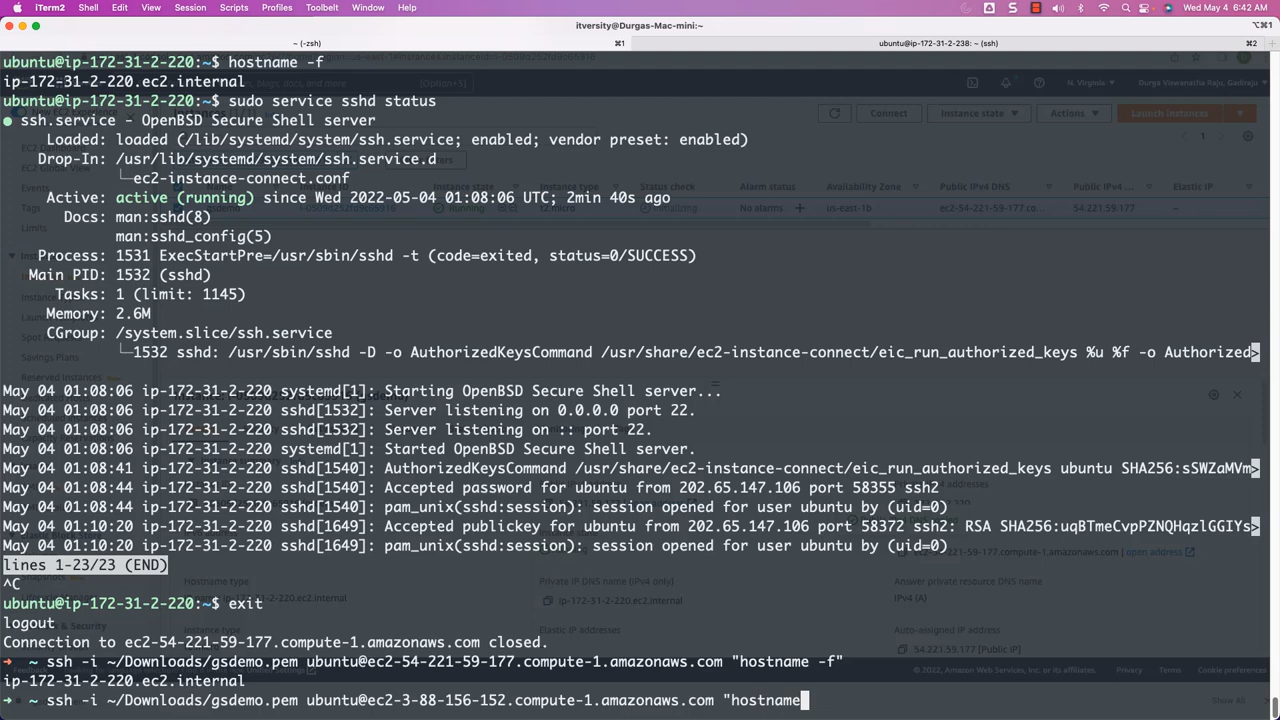 iTerm2 Shell Edit View Session Scripts Profiles Toolbelt Window Help Wed May 4 6:42 AM
itversity@Durgas-Mac-mini:~ ⌥⌘1
~ (-zsh) ⌘1 ubuntu@ip-172-31-2-238: ~ (ssh) ⌘2
ubuntu@ip-172-31-2-220:~$ hostname -f
ip-172-31-2-220.ec2.internal
ubuntu@ip-172-31-2-220:~$ sudo service sshd status
● ssh.service - OpenBSD Secure Shell server
Loaded: loaded (/lib/systemd/system/ssh.service; enabled; vendor preset: enabled)
Drop-In: /usr/lib/systemd/system/ssh.service.d
└─ec2-instance-connect.conf
Active: active (running) since Wed 2022-05-04 01:08:06 UTC; 2min 40s ago
Docs: man:sshd(8)
man:sshd_config(5)
Process: 1531 ExecStartPre=/usr/sbin/sshd -t (code=exited, status=0/SUCCESS)
Main PID: 1532 (sshd)
Tasks: 1 (limit: 1145)
Memory: 2.6M
CGroup: /system.slice/ssh.service
└─1532 sshd: /usr/sbin/sshd -D -o AuthorizedKeysCommand /usr/share/ec2-instance-connect/eic_run_authorized_keys %u %f -o Authorized>
May 04 01:08:06 ip-172-31-2-220 systemd[1]: Starting OpenBSD Secure Shell server...
May 04 01:08:06 ip-172-31-2-220 sshd[1532]: Server listening on 0.0.0.0 port 22.
May 04 01:08:06 ip-172-31-2-220 sshd[1532]: Server listening on :: port 22.
May 04 01:08:06 ip-172-31-2-220 systemd[1]: Started OpenBSD Secure Shell server.
May 04 01:08:41 ip-172-31-2-220 sshd[1540]: AuthorizedKeysCommand /usr/share/ec2-instance-connect/eic_run_authorized_keys ubuntu SHA256:sSWZaMVm>
May 04 01:08:44 ip-172-31-2-220 sshd[1540]: Accepted password for ubuntu from 202.65.147.106 port 58355 ssh2
May 04 01:08:44 ip-172-31-2-220 sshd[1540]: pam_unix(sshd:session): session opened for user ubuntu by (uid=0)
May 04 01:10:20 ip-172-31-2-220 sshd[1649]: Accepted publickey for ubuntu from 202.65.147.106 port 58372 ssh2: RSA SHA256:uqBTmeCvpPZNQHqzlGGIYs>
May 04 01:10:20 ip-172-31-2-220 sshd[1649]: pam_unix(sshd:session): session opened for user ubuntu by (uid=0)
lines 1-23/23 (END)
^C
ubuntu@ip-172-31-2-220:~$ exit
logout
Connection to ec2-54-221-59-177.compute-1.amazonaws.com closed.
➜ ~ ssh -i ~/Downloads/gsdemo.pem ubuntu@ec2-54-221-59-177.compute-1.amazonaws.com "hostname -f"
ip-172-31-2-220.ec2.internal
➜ ~ ssh -i ~/Downloads/gsdemo.pem ubuntu@ec2-3-88-156-152.compute-1.amazonaws.com "hostname